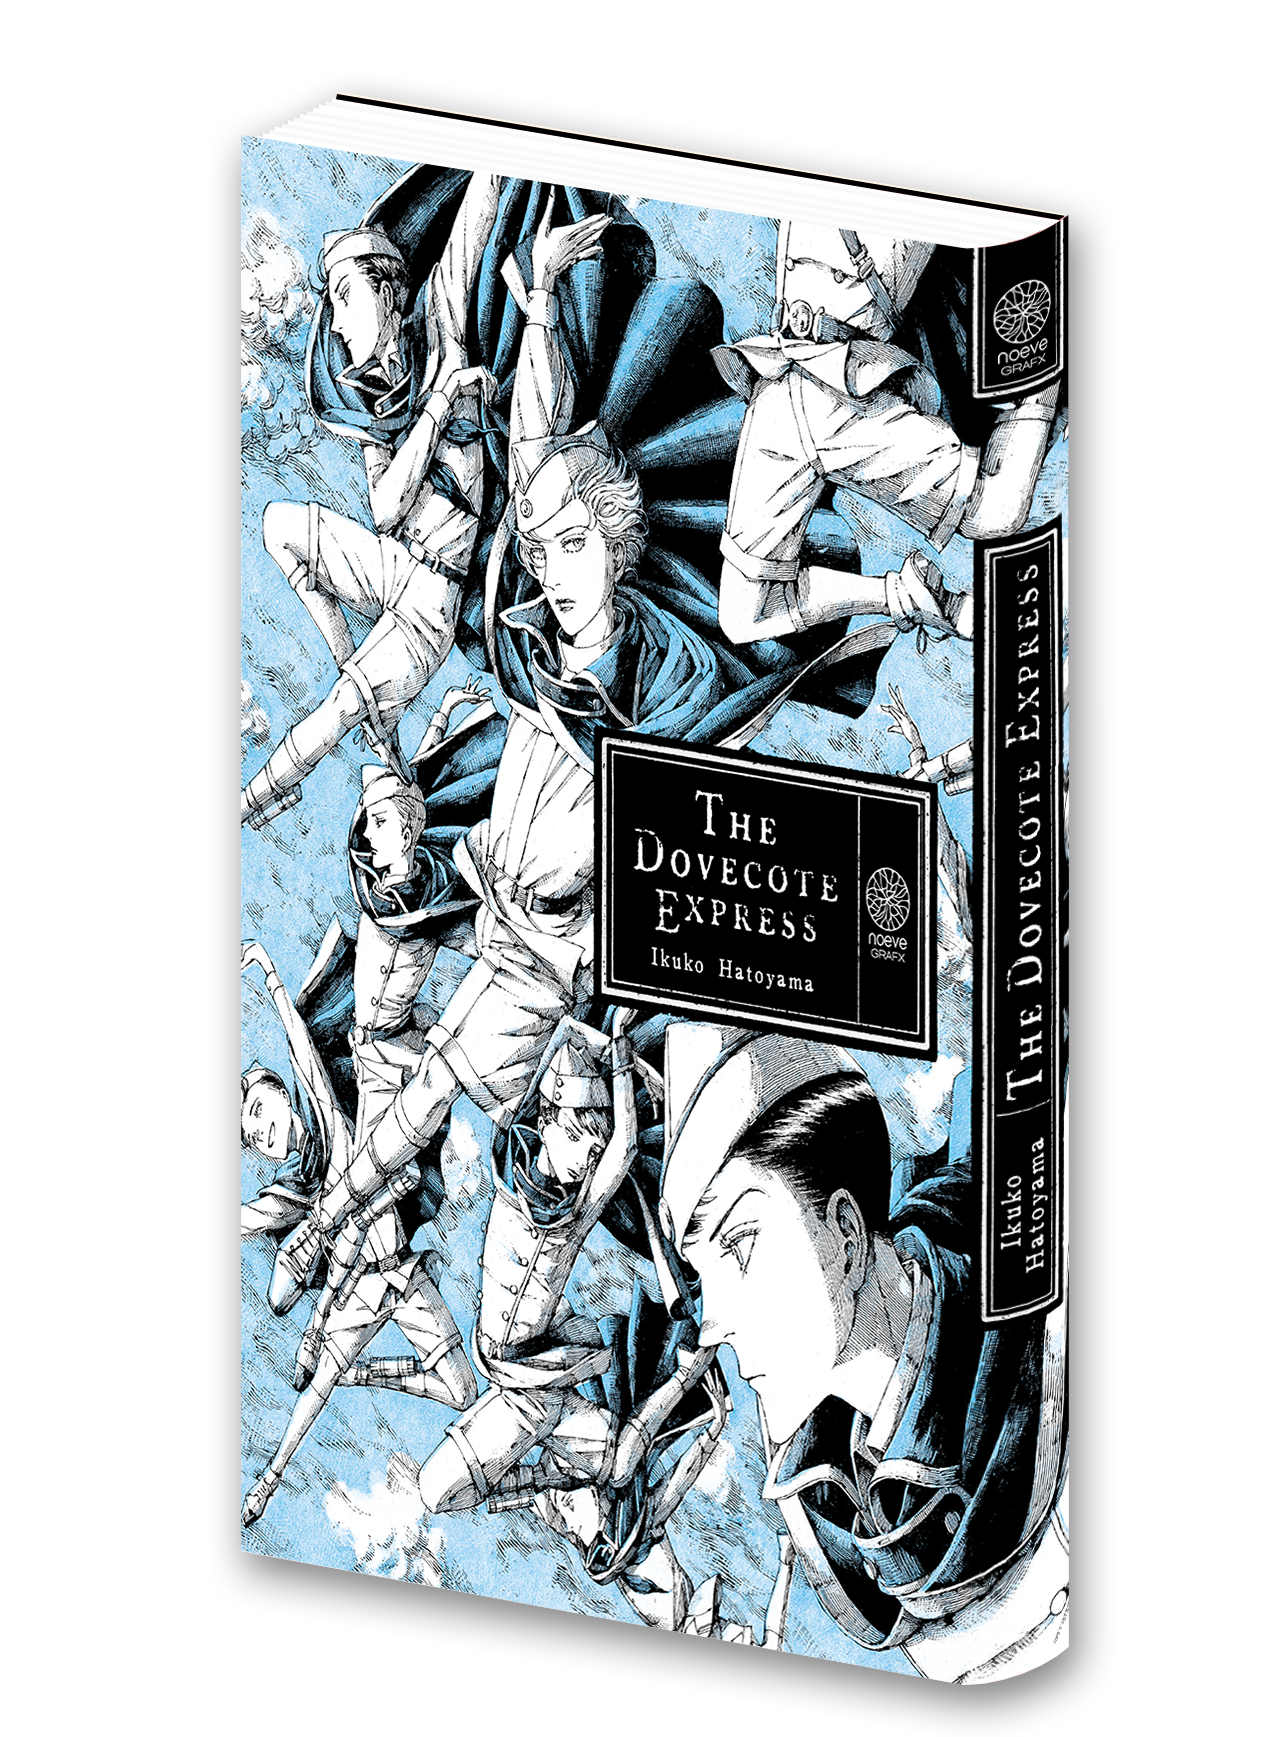 THE
DOVECOTE
EXPRESS
Ikuko Hatoyama
noeve
GRAFX
noeve
GRAFX
THE DOVECOTE EXPRESS
Ikuko
Hatoyama